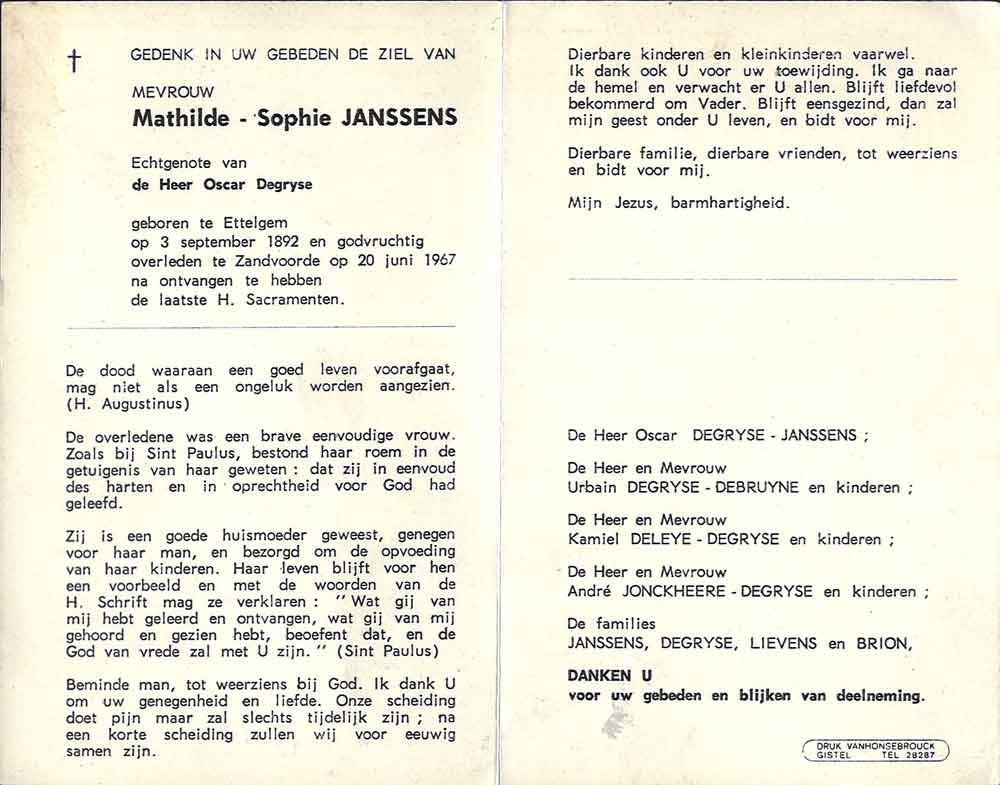 GEDENK IN UW GEBEDEN DE ZIEL VAN
MEVROUW
Mathilde - Sophie JANSSENS
Echtgenote van
de Heer Oscar Degryse
geboren te Ettelgem
op 3 september 1892 en godvruchtig
overleden te Zandvoorde op 20 juni 1967
na ontvangen te hebben
de laatste H. Sacramenten.
De dood waaraan een goed leven voorafgaat,
mag niet als een ongeluk worden aangezien.
(H. Augustinus)
De overledene was een brave eenvoudige vrouw.
Zoals bij Sint Paulus, bestond haar roem in de
getuigenis van haar geweten : dat zij in eenvoud
des harten en in oprechtheid voor God had
geleefd.
Zij is een goede huismoeder geweest, genegen
voor haar man, en bezorgd om de opvoeding
van haar kinderen. Haar leven blijft voor hen
een voorbeeld en met de woorden van de
H. Schrift mag ze verklaren : " Wat gij van
mij hebt geleerd en ontvangen, wat gij van mij
gehoord en gezien hebt, beoefent dat, en de
God van vrede zal met U zijn. " (Sint Paulus)
Beminde man, tot weerziens bij God. Ik dank U
om uw genegenheid en liefde. Onze scheiding
doet pijn maar zal slechts tijdelijk zijn ; na
een korte scheiding zullen wij voor eeuwig
samen zijn.
Dierbare kinderen en kleinkinderen vaarwel.
Ik dank ook U voor uw toewijding. Ik ga naar
de hemel en verwacht er U allen. Blijft liefdevol
bekommerd om Vader. Blijft eensgezind, dan zal
mijn geest onder U leven, en bidt voor mij.
Dierbare familie, dierbare vrienden, tot weerziens
en bidt voor mij.
Mijn Jezus, barmhartigheid.
De Heer Oscar DEGRYSE - JANSSENS ;
De Heer en Mevrouw
Urbain DEGRYSE - DEBRUYNE en kinderen ;
De Heer en Mevrouw
Kamiel DELEYE - DEGRYSE en kinderen ;
De Heer en Mevrouw
André JONCKHEERE - DEGRYSE en kinderen ;
De families
JANSSENS, DEGRYSE, LIEVENS en BRION,
DANKEN U
voor uw gebeden en blijken van deelneming.
DRUK VANHONSEBROUCK
GISTEL TEL 28287